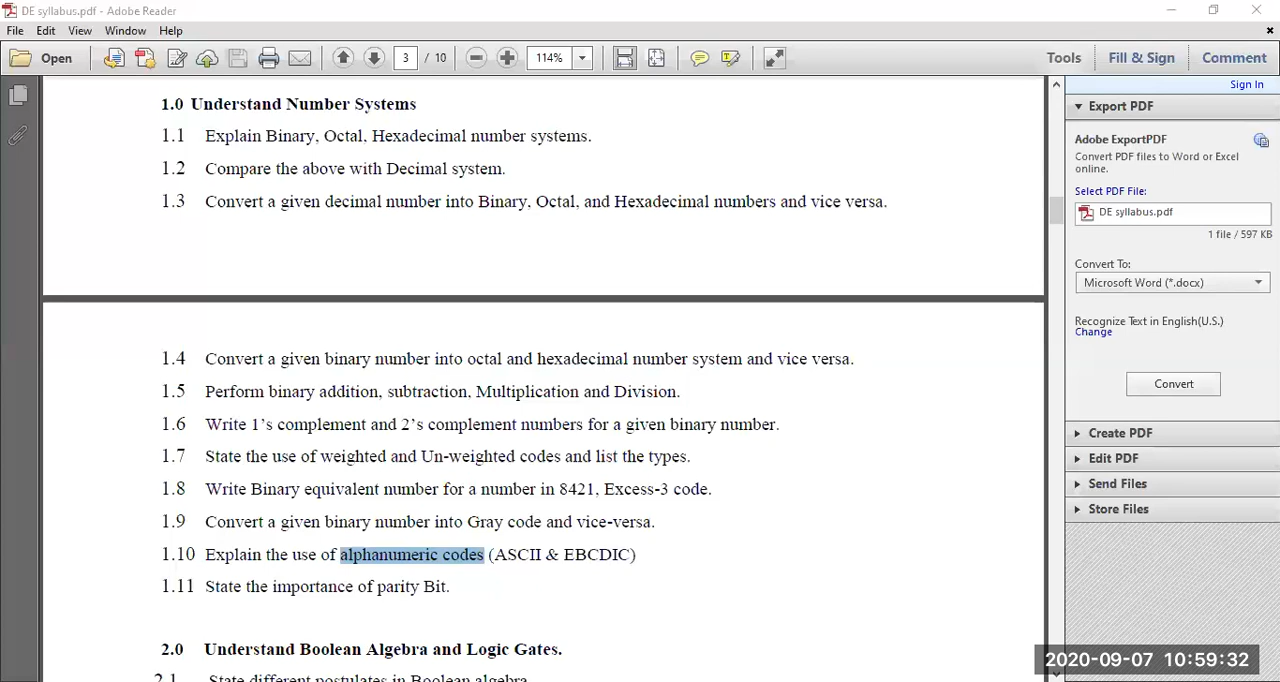 DE syllabus.pdf - Adobe Reader
File Edit View Window Help
Open 3 / 10 114% Tools Fill & Sign Comment
Sign In
1.0 Understand Number Systems
1.1 Explain Binary, Octal, Hexadecimal number systems.
1.2 Compare the above with Decimal system.
1.3 Convert a given decimal number into Binary, Octal, and Hexadecimal numbers and vice versa.
1.4 Convert a given binary number into octal and hexadecimal number system and vice versa.
1.5 Perform binary addition, subtraction, Multiplication and Division.
1.6 Write 1’s complement and 2’s complement numbers for a given binary number.
1.7 State the use of weighted and Un-weighted codes and list the types.
1.8 Write Binary equivalent number for a number in 8421, Excess-3 code.
1.9 Convert a given binary number into Gray code and vice-versa.
1.10 Explain the use of alphanumeric codes (ASCII & EBCDIC)
1.11 State the importance of parity Bit.
2.0 Understand Boolean Algebra and Logic Gates.
2.1 State different postulates in Boolean algebra
Export PDF
Adobe ExportPDF
Convert PDF files to Word or Excel
online.
Select PDF File:
DE syllabus.pdf
1 file / 597 KB
Convert To:
Microsoft Word (*.docx)
Recognize Text in English(U.S.)
Change
Convert
Create PDF
Edit PDF
Send Files
Store Files
2020-09-07 10:59:32